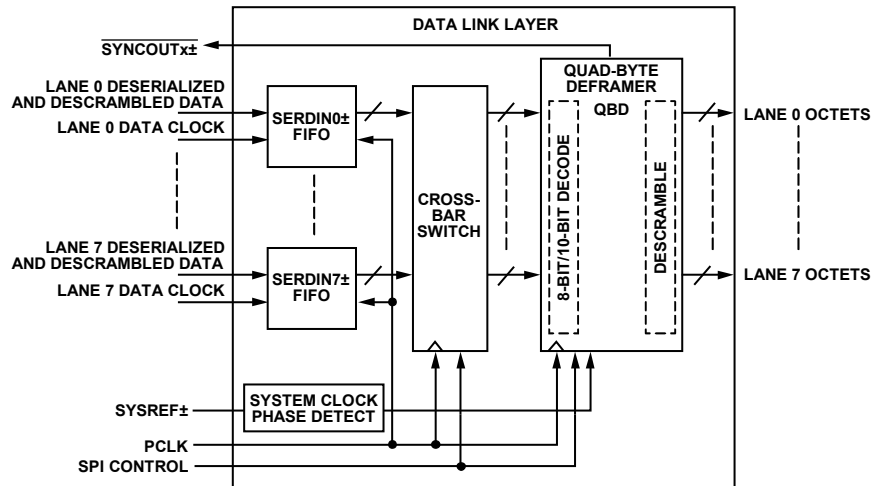 DATA LINK LAYER
SYNCOUTx±
LANE 0 DESERIALIZED
AND DESCRAMBLED DATA
LANE 0 DATA CLOCK
SERDIN0±
FIFO
QUAD-BYTE
DEFRAMER
QBD
LANE 0 OCTETS
CROSS-
BAR
SWITCH
8-BIT/10-BIT DECODE
DESCRAMBLE
LANE 7 DESERIALIZED
AND DESCRAMBLED DATA
LANE 7 DATA CLOCK
SERDIN7±
FIFO
LANE 7 OCTETS
SYSREF±
SYSTEM CLOCK
PHASE DETECT
PCLK
SPI CONTROL